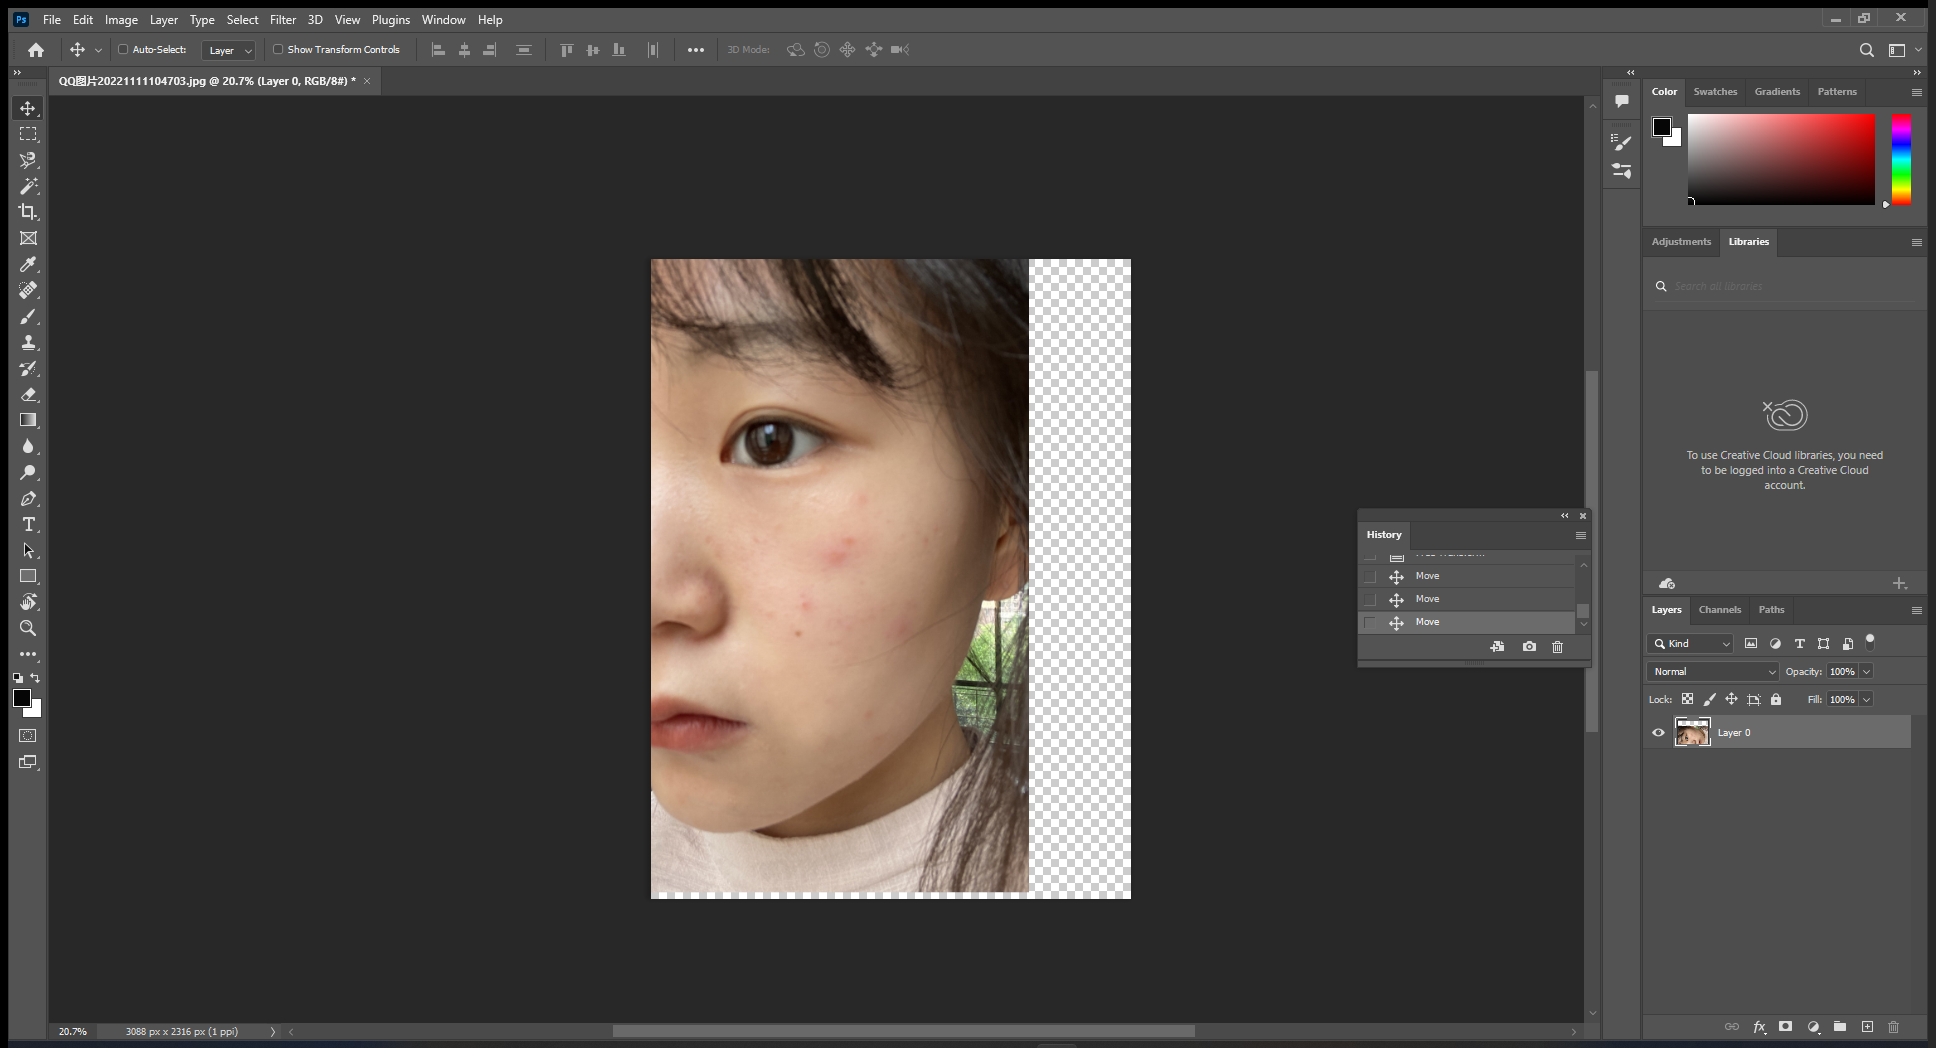 Ps File Edit Image Layer Type Select Filter 3D View Plugins Window Help
Auto-Select: Layer Show Transform Controls 3D Mode:
QQ图片20221111104703.jpg @ 20.7% (Layer 0, RGB/8#) *
Color Swatches Gradients Patterns
Adjustments Libraries
Search all libraries
To use Creative Cloud libraries, you need
to be logged into a Creative Cloud
account.
History
Free Transform
Move
Move
Move
Layers Channels Paths
Kind
Normal Opacity: 100%
Lock: Fill: 100%
Layer 0
20.7% 3088 px x 2316 px (1 ppi)